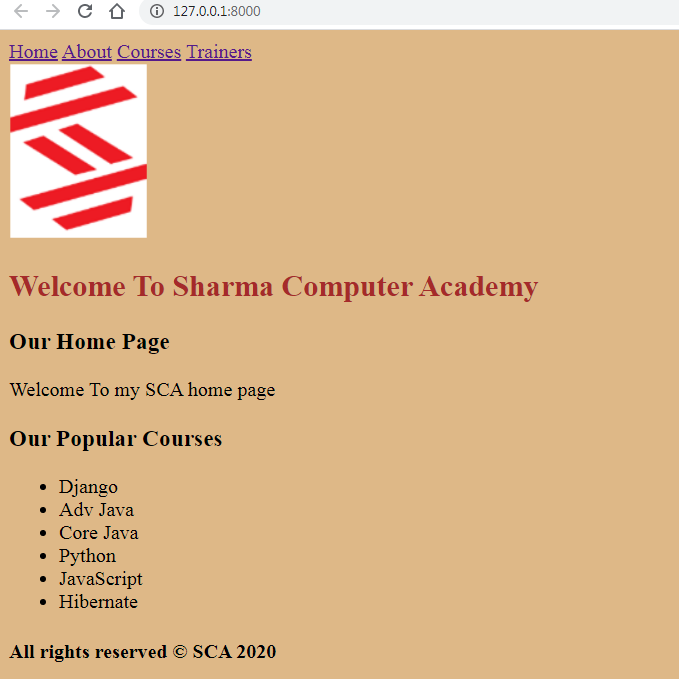 127.0.0.1:8000
Home About Courses Trainers
Welcome To Sharma Computer Academy
Our Home Page
Welcome To my SCA home page
Our Popular Courses
Django
Adv Java
Core Java
Python
JavaScript
Hibernate
All rights reserved © SCA 2020